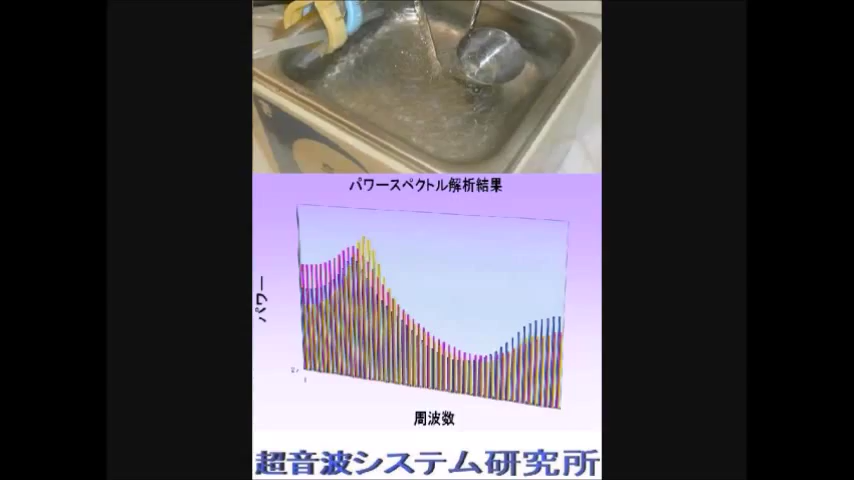 パワースペクトル解析結果
パワー
周波数
超音波システム研究所